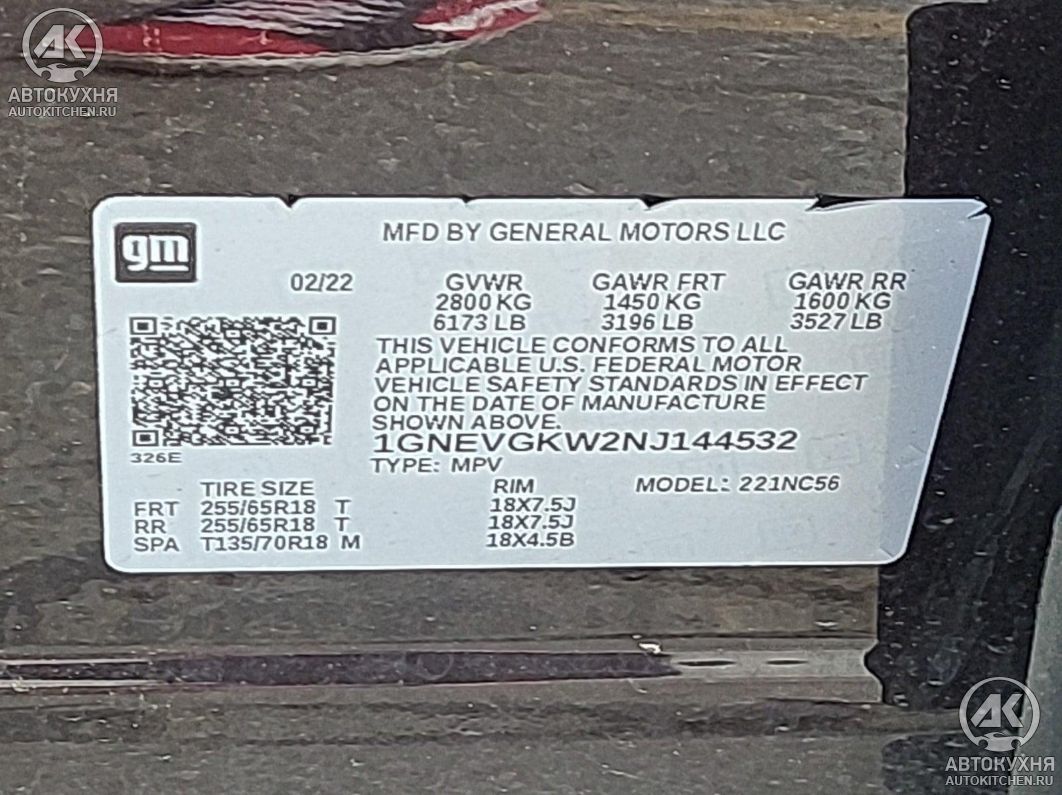 AK
АВТОКУХНЯ
AUTOKITCHEN.RU
gm
MFD BY GENERAL MOTORS LLC
02/22 GVWR GAWR FRT GAWR RR
2800 KG 1450 KG 1600 KG
6173 LB 3196 LB 3527 LB
THIS VEHICLE CONFORMS TO ALL
APPLICABLE U.S. FEDERAL MOTOR
VEHICLE SAFETY STANDARDS IN EFFECT
ON THE DATE OF MANUFACTURE
SHOWN ABOVE.
1GNEVGKW2NJ144532
326E
TYPE: MPV
TIRE SIZE RIM MODEL: 221NC56
FRT 255/65R18 T 18X7.5J
RR 255/65R18 T 18X7.5J
SPA T135/70R18 M 18X4.5B
AK
АВТОКУХНЯ
AUTOKITCHEN.RU